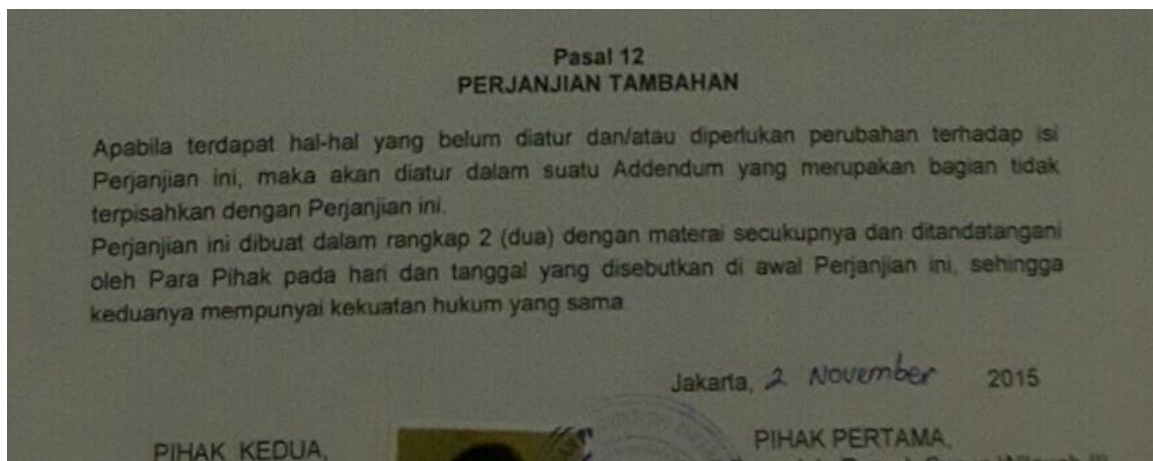 Pasal 12
PERJANJIAN TAMBAHAN
Apabila terdapat hal-hal yang belum diatur dan/atau diperlukan perubahan terhadap isi
Perjanjian ini, maka akan diatur dalam suatu Addendum yang merupakan bagian tidak
terpisahkan dengan Perjanjian ini.
Perjanjian ini dibuat dalam rangkap 2 (dua) dengan materai secukupnya dan ditandatangani
oleh Para Pihak pada hari dan tanggal yang disebutkan di awal Perjanjian ini, sehingga
keduanya mempunyai kekuatan hukum yang sama.
Jakarta, 2 November 2015
PIHAK KEDUA, PIHAK PERTAMA,